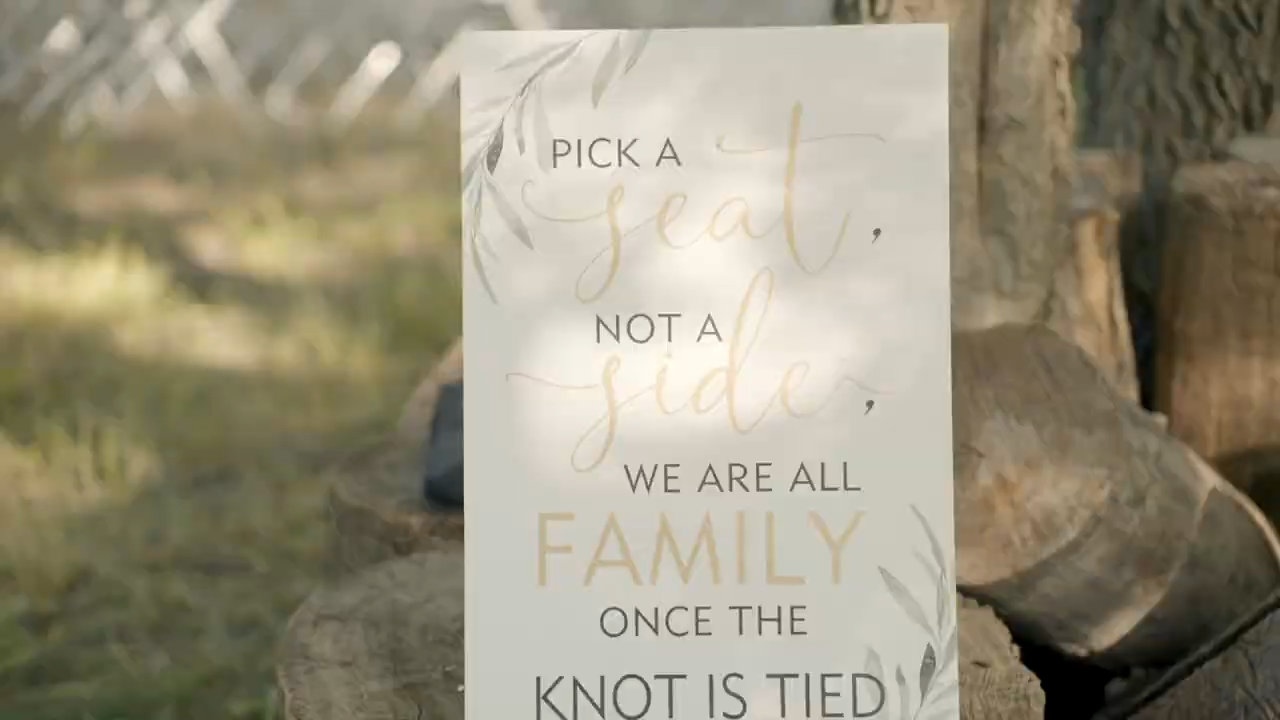 PICK A
seat,
NOT A
side,
WE ARE ALL
FAMILY
ONCE THE
KNOT IS TIED